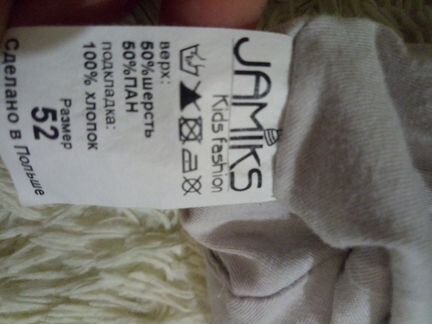 JAMIKS
Kids fashion
верх:
50%шерсть
50%ПАН
подкладка:
100% хлопок
Размер
52
Сделано в Польше